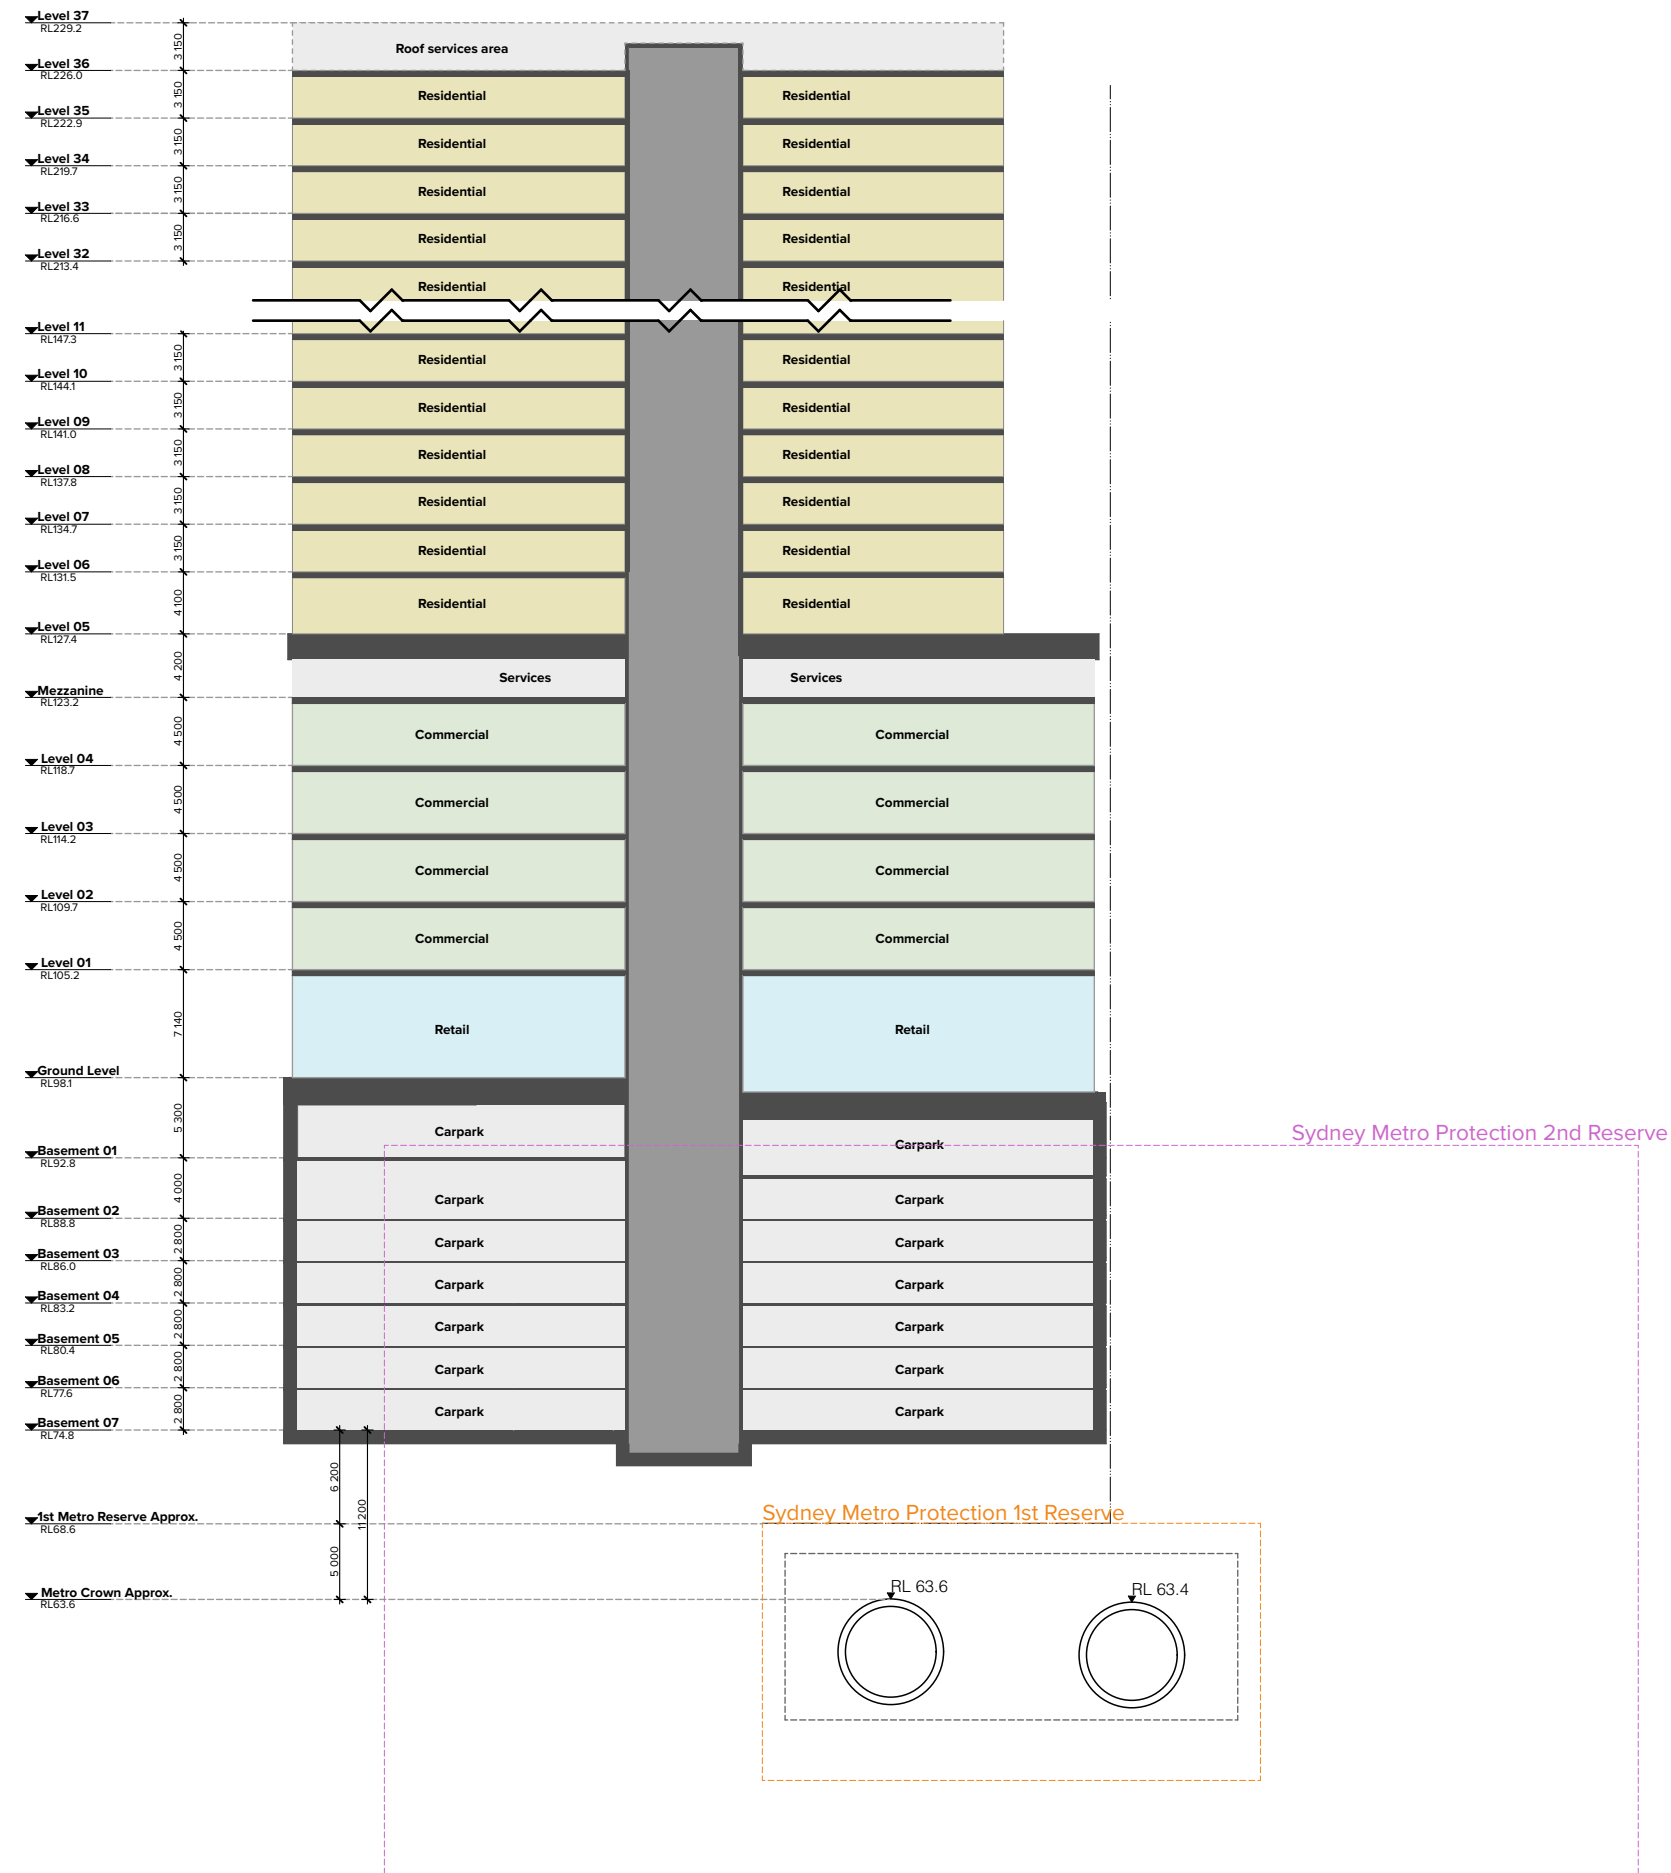 Level 37
RL229.2
3 150
Roof services area
Level 36
RL226.0
3 150
Residential
Residential
Level 35
RL222.9
3 150
Residential
Residential
Level 34
RL219.7
3 150
Residential
Residential
Level 33
RL216.6
3 150
Residential
Residential
Level 32
RL213.4
Residential
Residential
Level 11
RL147.3
3 150
Residential
Residential
Level 10
RL144.1
3 150
Residential
Residential
Level 09
RL141.0
3 150
Residential
Residential
Level 08
RL137.8
3 150
Residential
Residential
Level 07
RL134.7
3 150
Residential
Residential
Level 06
RL131.5
4 100
Residential
Residential
Level 05
RL127.4
4 200
Services
Services
Mezzanine
RL123.2
4 500
Commercial
Commercial
Level 04
RL118.7
4 500
Commercial
Commercial
Level 03
RL114.2
4 500
Commercial
Commercial
Level 02
RL109.7
4 500
Commercial
Commercial
Level 01
RL105.2
7 140
Retail
Retail
Ground Level
RL98.1
5 300
Carpark
Carpark
Sydney Metro Protection 2nd Reserve
Basement 01
RL92.8
4 000
Carpark
Carpark
Basement 02
RL88.8
2 800
Carpark
Carpark
Basement 03
RL86.0
2 800
Carpark
Carpark
Basement 04
RL83.2
2 800
Carpark
Carpark
Basement 05
RL80.4
2 800
Carpark
Carpark
Basement 06
RL77.6
2 800
Carpark
Carpark
Basement 07
RL74.8
6 200
11 200
Sydney Metro Protection 1st Reserve
1st Metro Reserve Approx.
RL68.6
5 000
RL 63.6
RL 63.4
Metro Crown Approx.
RL63.6